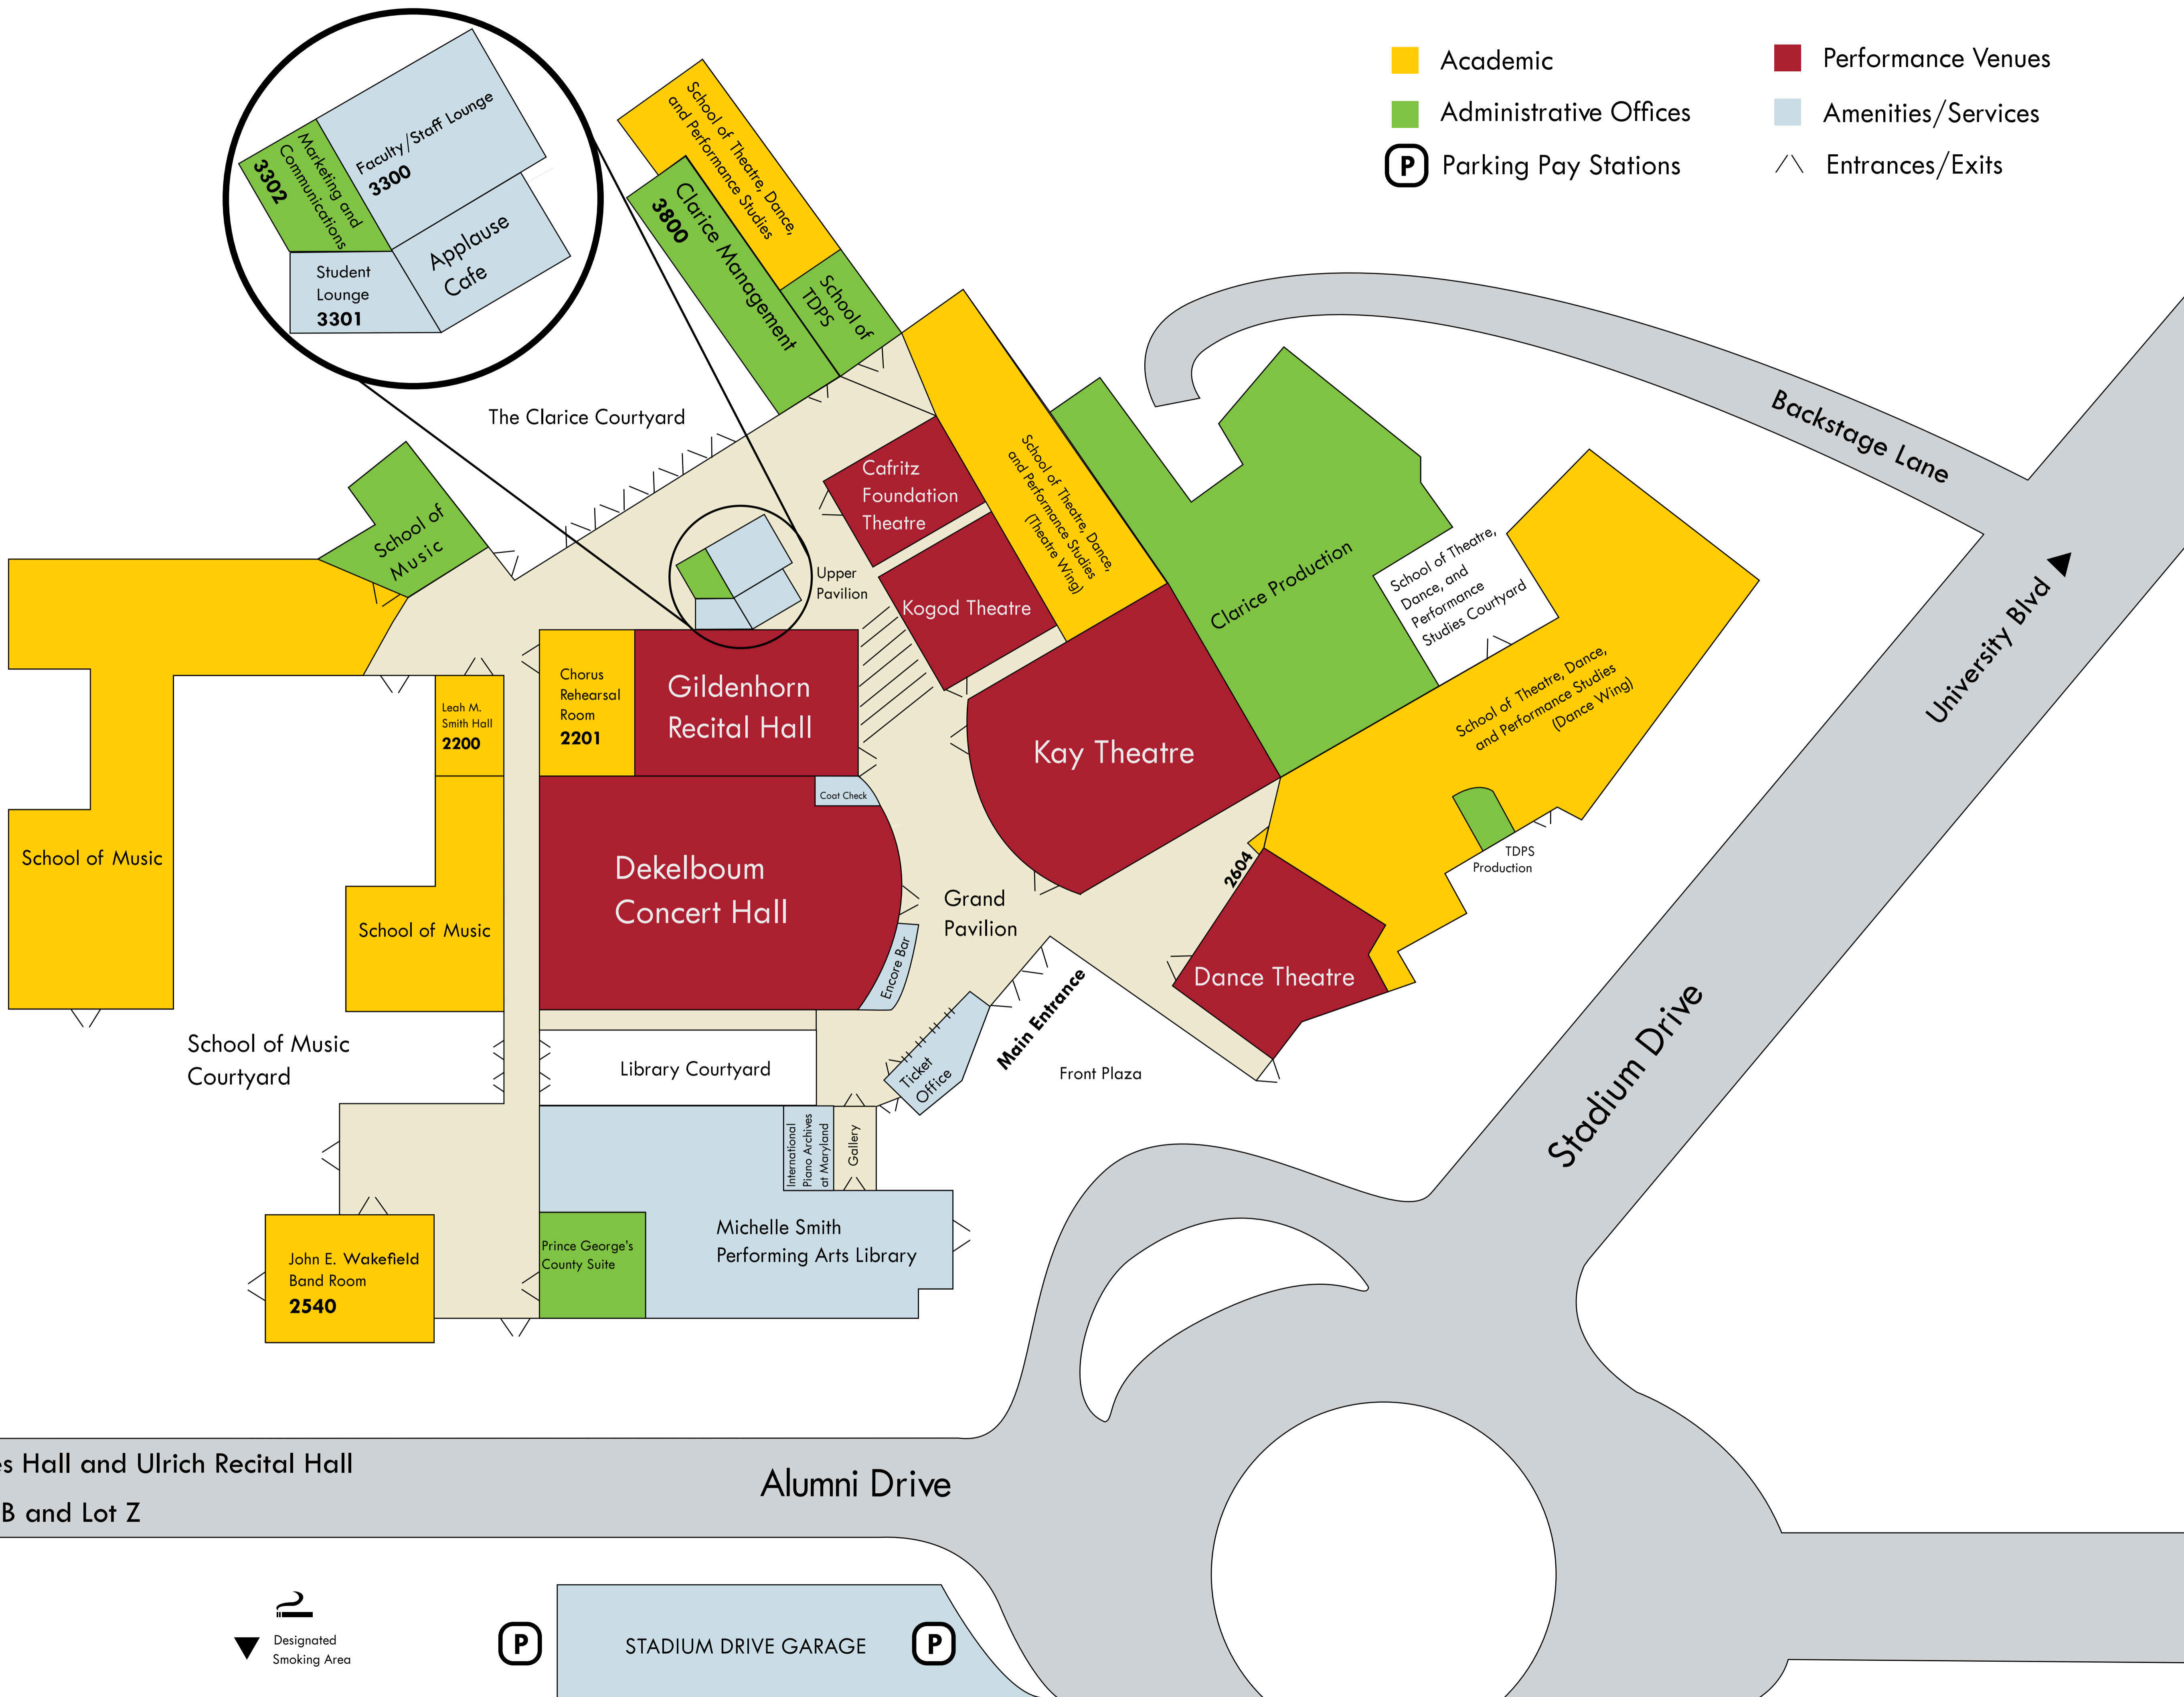 Academic
Performance Venues
Administrative Offices
Amenities/Services
P
Parking Pay Stations
Entrances/Exits
Faculty/Staff Lounge
3300
Marketing and
Communications
3302
Applause
Cafe
Student
Lounge
3301
School of Theatre, Dance,
and Performance Studies
Clarice Management
3800
School of
TDPS
The Clarice Courtyard
Backstage Lane
Cafritz
Foundation
Theatre
School of Theatre, Dance,
and Performance Studies
(Theatre Wing)
School of
Music
Clarice Production
School of Theatre,
Dance, and
Performance
Studies Courtyard
Upper
Pavilion
Kogod Theatre
University Blvd
Chorus
Rehearsal
Room
2201
Gildenhorn
Recital Hall
Leah M.
Smith Hall
2200
Kay Theatre
School of Theatre, Dance,
and Performance Studies
(Dance Wing)
Coat Check
School of Music
Dekelboum
Concert Hall
2604
TDPS
Production
Grand
Pavilion
School of Music
Encore Bar
Dance Theatre
Main Entrance
School of Music
Courtyard
Library Courtyard
Ticket
Office
Front Plaza
Stadium Drive
International
Piano Archives
at Maryland
Gallery
Michelle Smith
Performing Arts Library
Prince George's
County Suite
John E. Wakefield
Band Room
2540
es Hall and Ulrich Recital Hall
B and Lot Z
Alumni Drive
Designated
Smoking Area
P
STADIUM DRIVE GARAGE
P